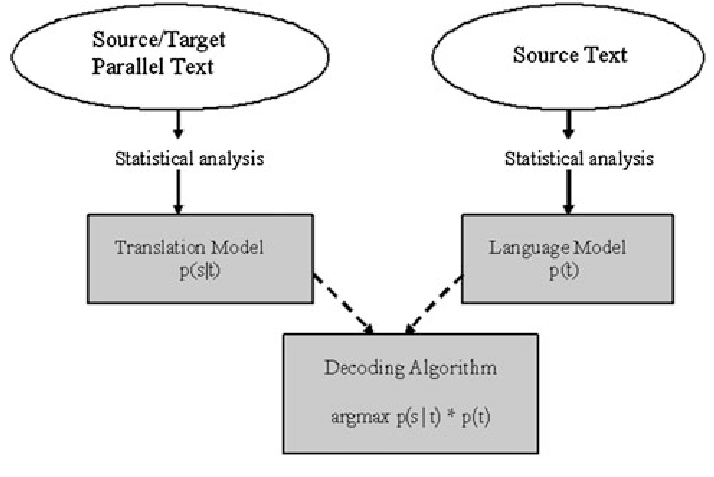 Source/Target
Parallel Text
Source Text
Statistical analysis
Statistical analysis
Translation Model
p(s|t)
Language Model
p(t)
Decoding Algorithm
argmax p(s|t) * p(t)